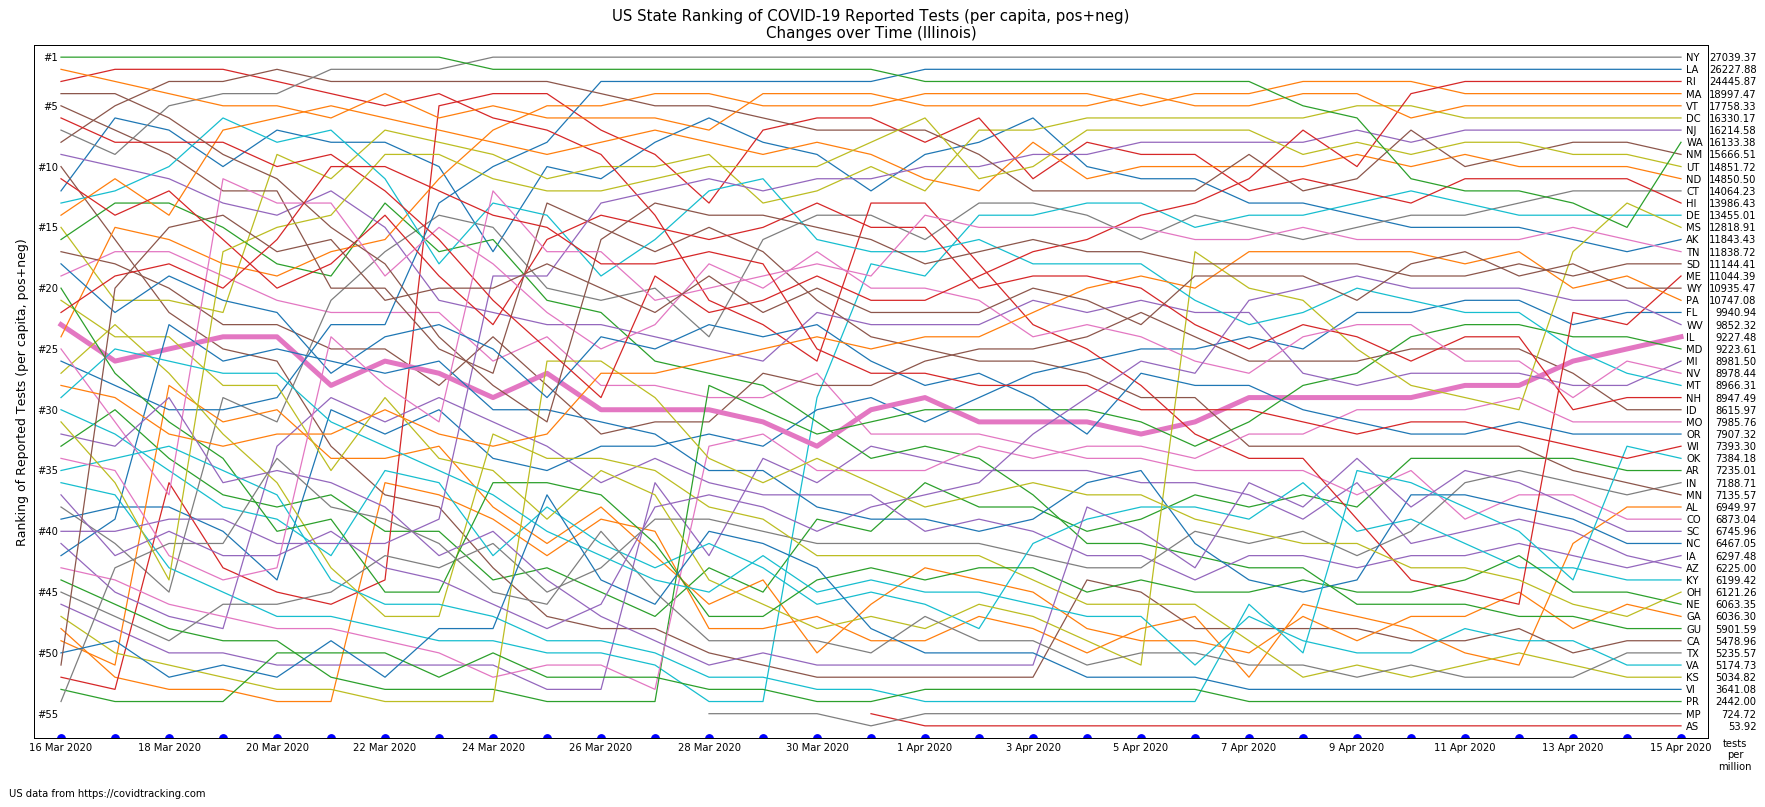 US State Ranking of COVID-19 Reported Tests (per capita, pos+neg)
Changes over Time (Illinois)
Ranking of Reported Tests (per capita, pos+neg)
#1
#5
#10
#15
#20
#25
#30
#35
#40
#45
#50
#55
NY 27039.37
LA 26227.88
RI 24445.87
MA 18997.47
VT 17758.33
DC 16330.17
NJ 16214.58
WA 16133.38
NM 15666.51
UT 14851.72
ND 14850.50
CT 14064.23
HI 13986.43
DE 13455.01
MS 12818.91
AK 11843.43
TN 11838.72
SD 11144.41
ME 11044.39
WY 10935.47
PA 10747.08
FL 9940.94
WV 9852.32
IL 9227.48
MD 9223.61
MI 8981.50
NV 8978.44
MT 8966.31
NH 8947.49
ID 8615.97
MO 7985.76
OR 7907.32
WI 7393.30
OK 7384.18
AR 7235.01
IN 7188.71
MN 7135.57
AL 6949.97
CO 6873.04
SC 6745.96
NC 6467.05
IA 6297.48
AZ 6225.00
KY 6199.42
OH 6121.26
NE 6063.35
GA 6036.30
GU 5901.59
CA 5478.96
TX 5235.57
VA 5174.73
KS 5034.82
VI 3641.08
PR 2442.00
MP 724.72
AS 53.92
16 Mar 2020 18 Mar 2020 20 Mar 2020 22 Mar 2020 24 Mar 2020 26 Mar 2020 28 Mar 2020 30 Mar 2020 1 Apr 2020 3 Apr 2020 5 Apr 2020 7 Apr 2020 9 Apr 2020 11 Apr 2020 13 Apr 2020 15 Apr 2020
tests
per
million
US data from https://covidtracking.com